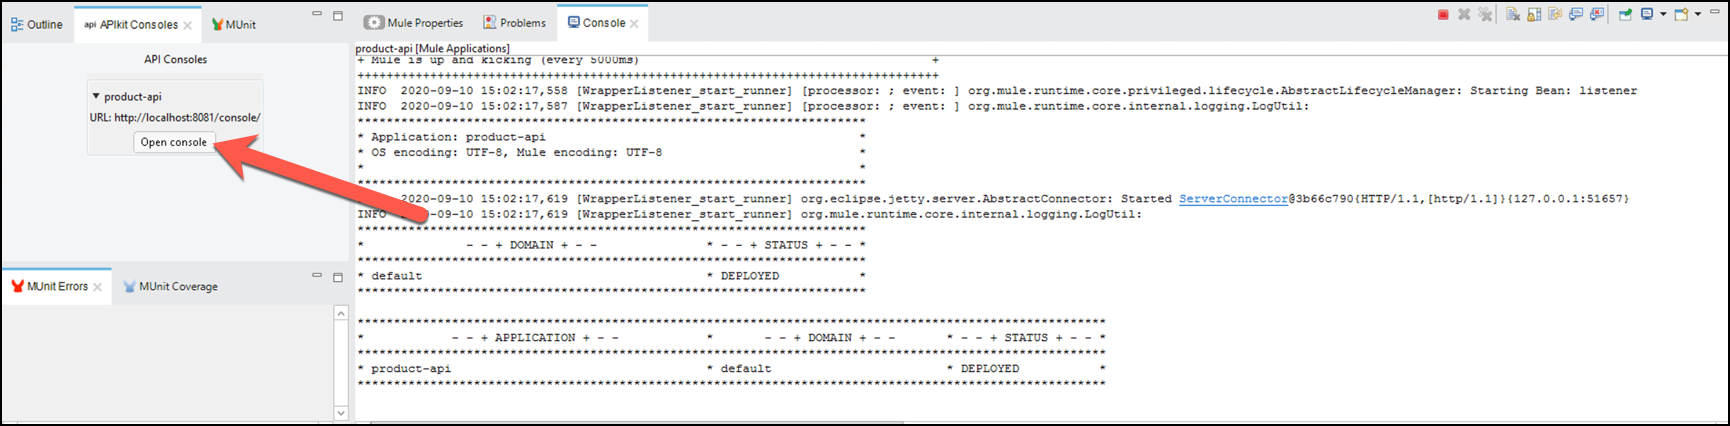 Outline
api APIkit Consoles
MUnit
API Consoles
product-api
URL: http://localhost:8081/console/
Open console
MUnit Errors
MUnit Coverage
Mule Properties
Problems
Console
product-api [Mule Applications]
+ Mule is up and kicking (every 5000ms) +
+++++++++++++++++++++++++++++++++++++++++++++++++++++++++++++++++++++++++++++++
INFO 2020-09-10 15:02:17,558 [WrapperListener_start_runner] [processor: ; event: ] org.mule.runtime.core.privileged.lifecycle.AbstractLifecycleManager: Starting Bean: listener
INFO 2020-09-10 15:02:17,587 [WrapperListener_start_runner] [processor: ; event: ] org.mule.runtime.core.internal.logging.LogUtil:
**********************************************************************
* Application: product-api *
* OS encoding: UTF-8, Mule encoding: UTF-8 *
* *
**********************************************************************
2020-09-10 15:02:17,619 [WrapperListener_start_runner] org.eclipse.jetty.server.AbstractConnector: Started ServerConnector@3b66c790{HTTP/1.1,[http/1.1]}{127.0.0.1:51657}
INFO 2020-09-10 15:02:17,619 [WrapperListener_start_runner] org.mule.runtime.core.internal.logging.LogUtil:
**********************************************************************
* - - + DOMAIN + - - * - - + STATUS + - - *
**********************************************************************
* default * DEPLOYED *
**********************************************************************
*******************************************************************************************************
* - - + APPLICATION + - - * - - + DOMAIN + - - * - - + STATUS + - - *
*******************************************************************************************************
* product-api * default * DEPLOYED *
*******************************************************************************************************